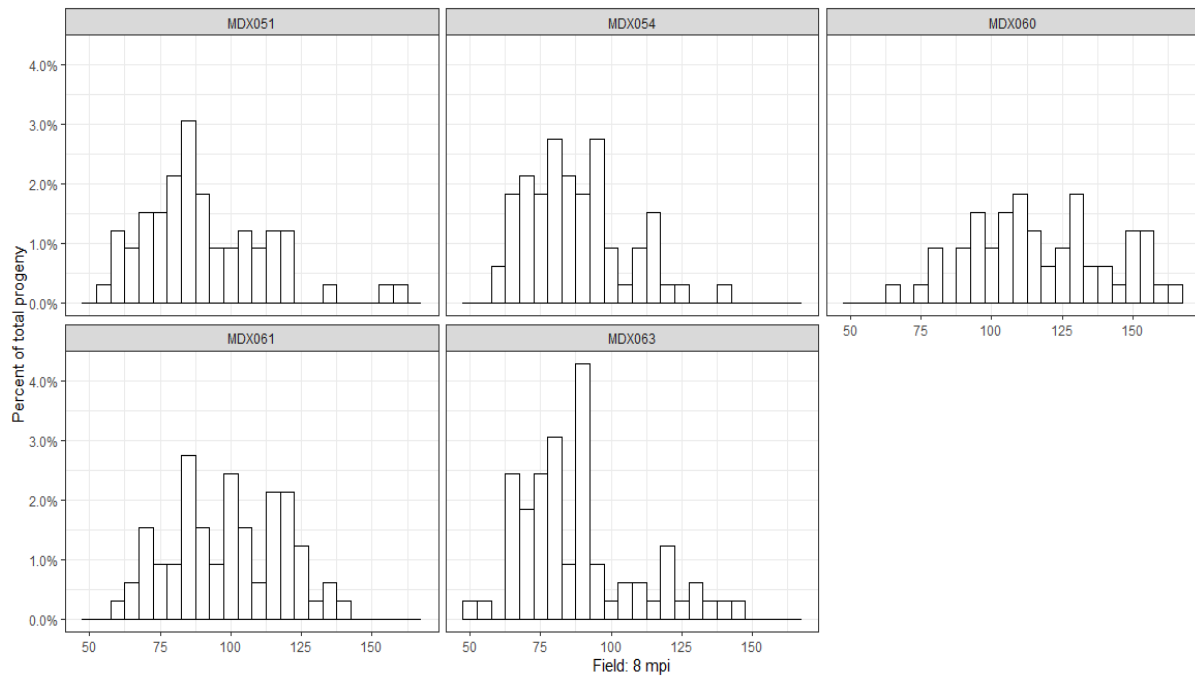 MDX051 MDX054 MDX060
4.0%
3.0%
2.0%
1.0%
0.0%
50 75 100 125 150
MDX061 MDX063
4.0%
3.0%
2.0%
1.0%
0.0%
50 75 100 125 150 50 75 100 125 150
Percent of total progeny
Field: 8 mpi